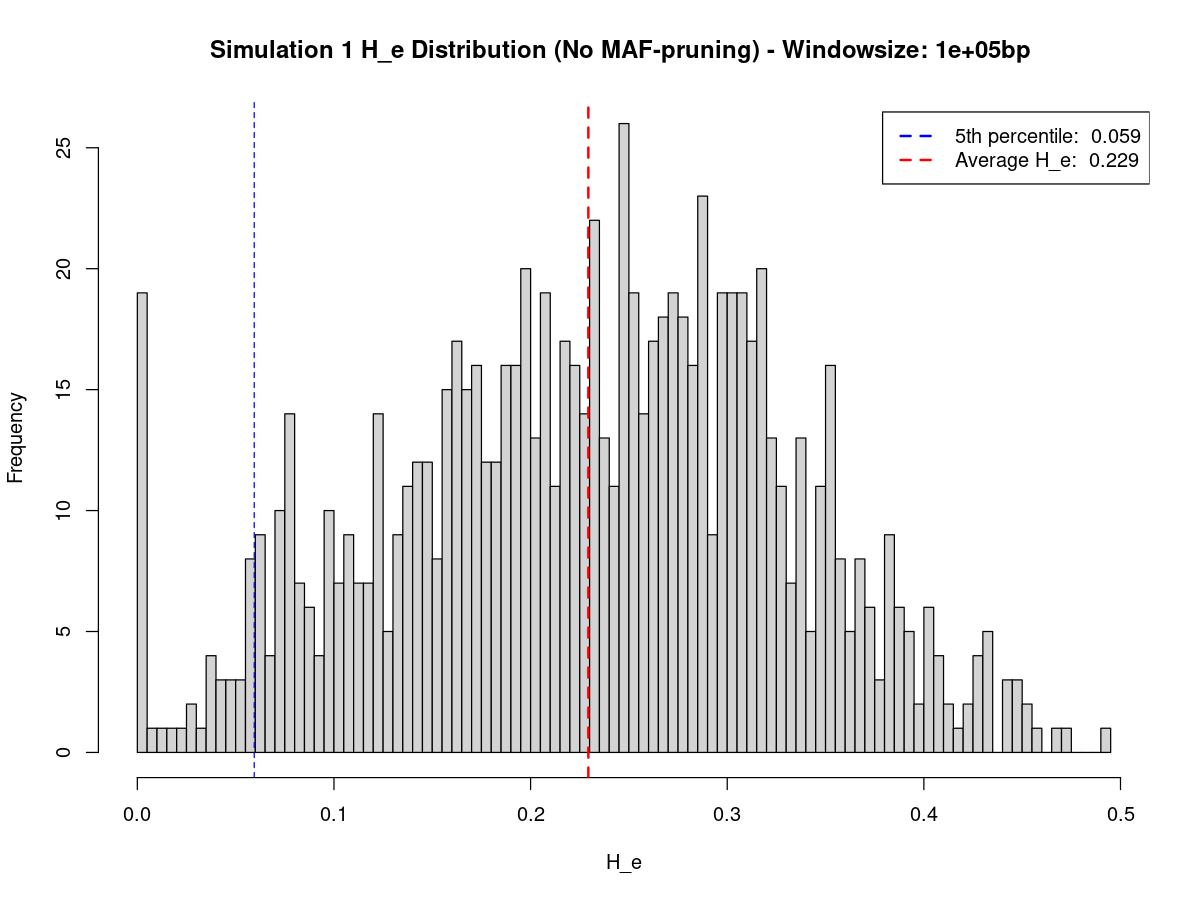 Simulation 1 H_e Distribution (No MAF-pruning) - Windowsize: 1e+05bp
5th percentile:  0.059
Average H_e:  0.229
Frequency
25
20
15
10
5
0
0.0 0.1 0.2 0.3 0.4 0.5
H_e